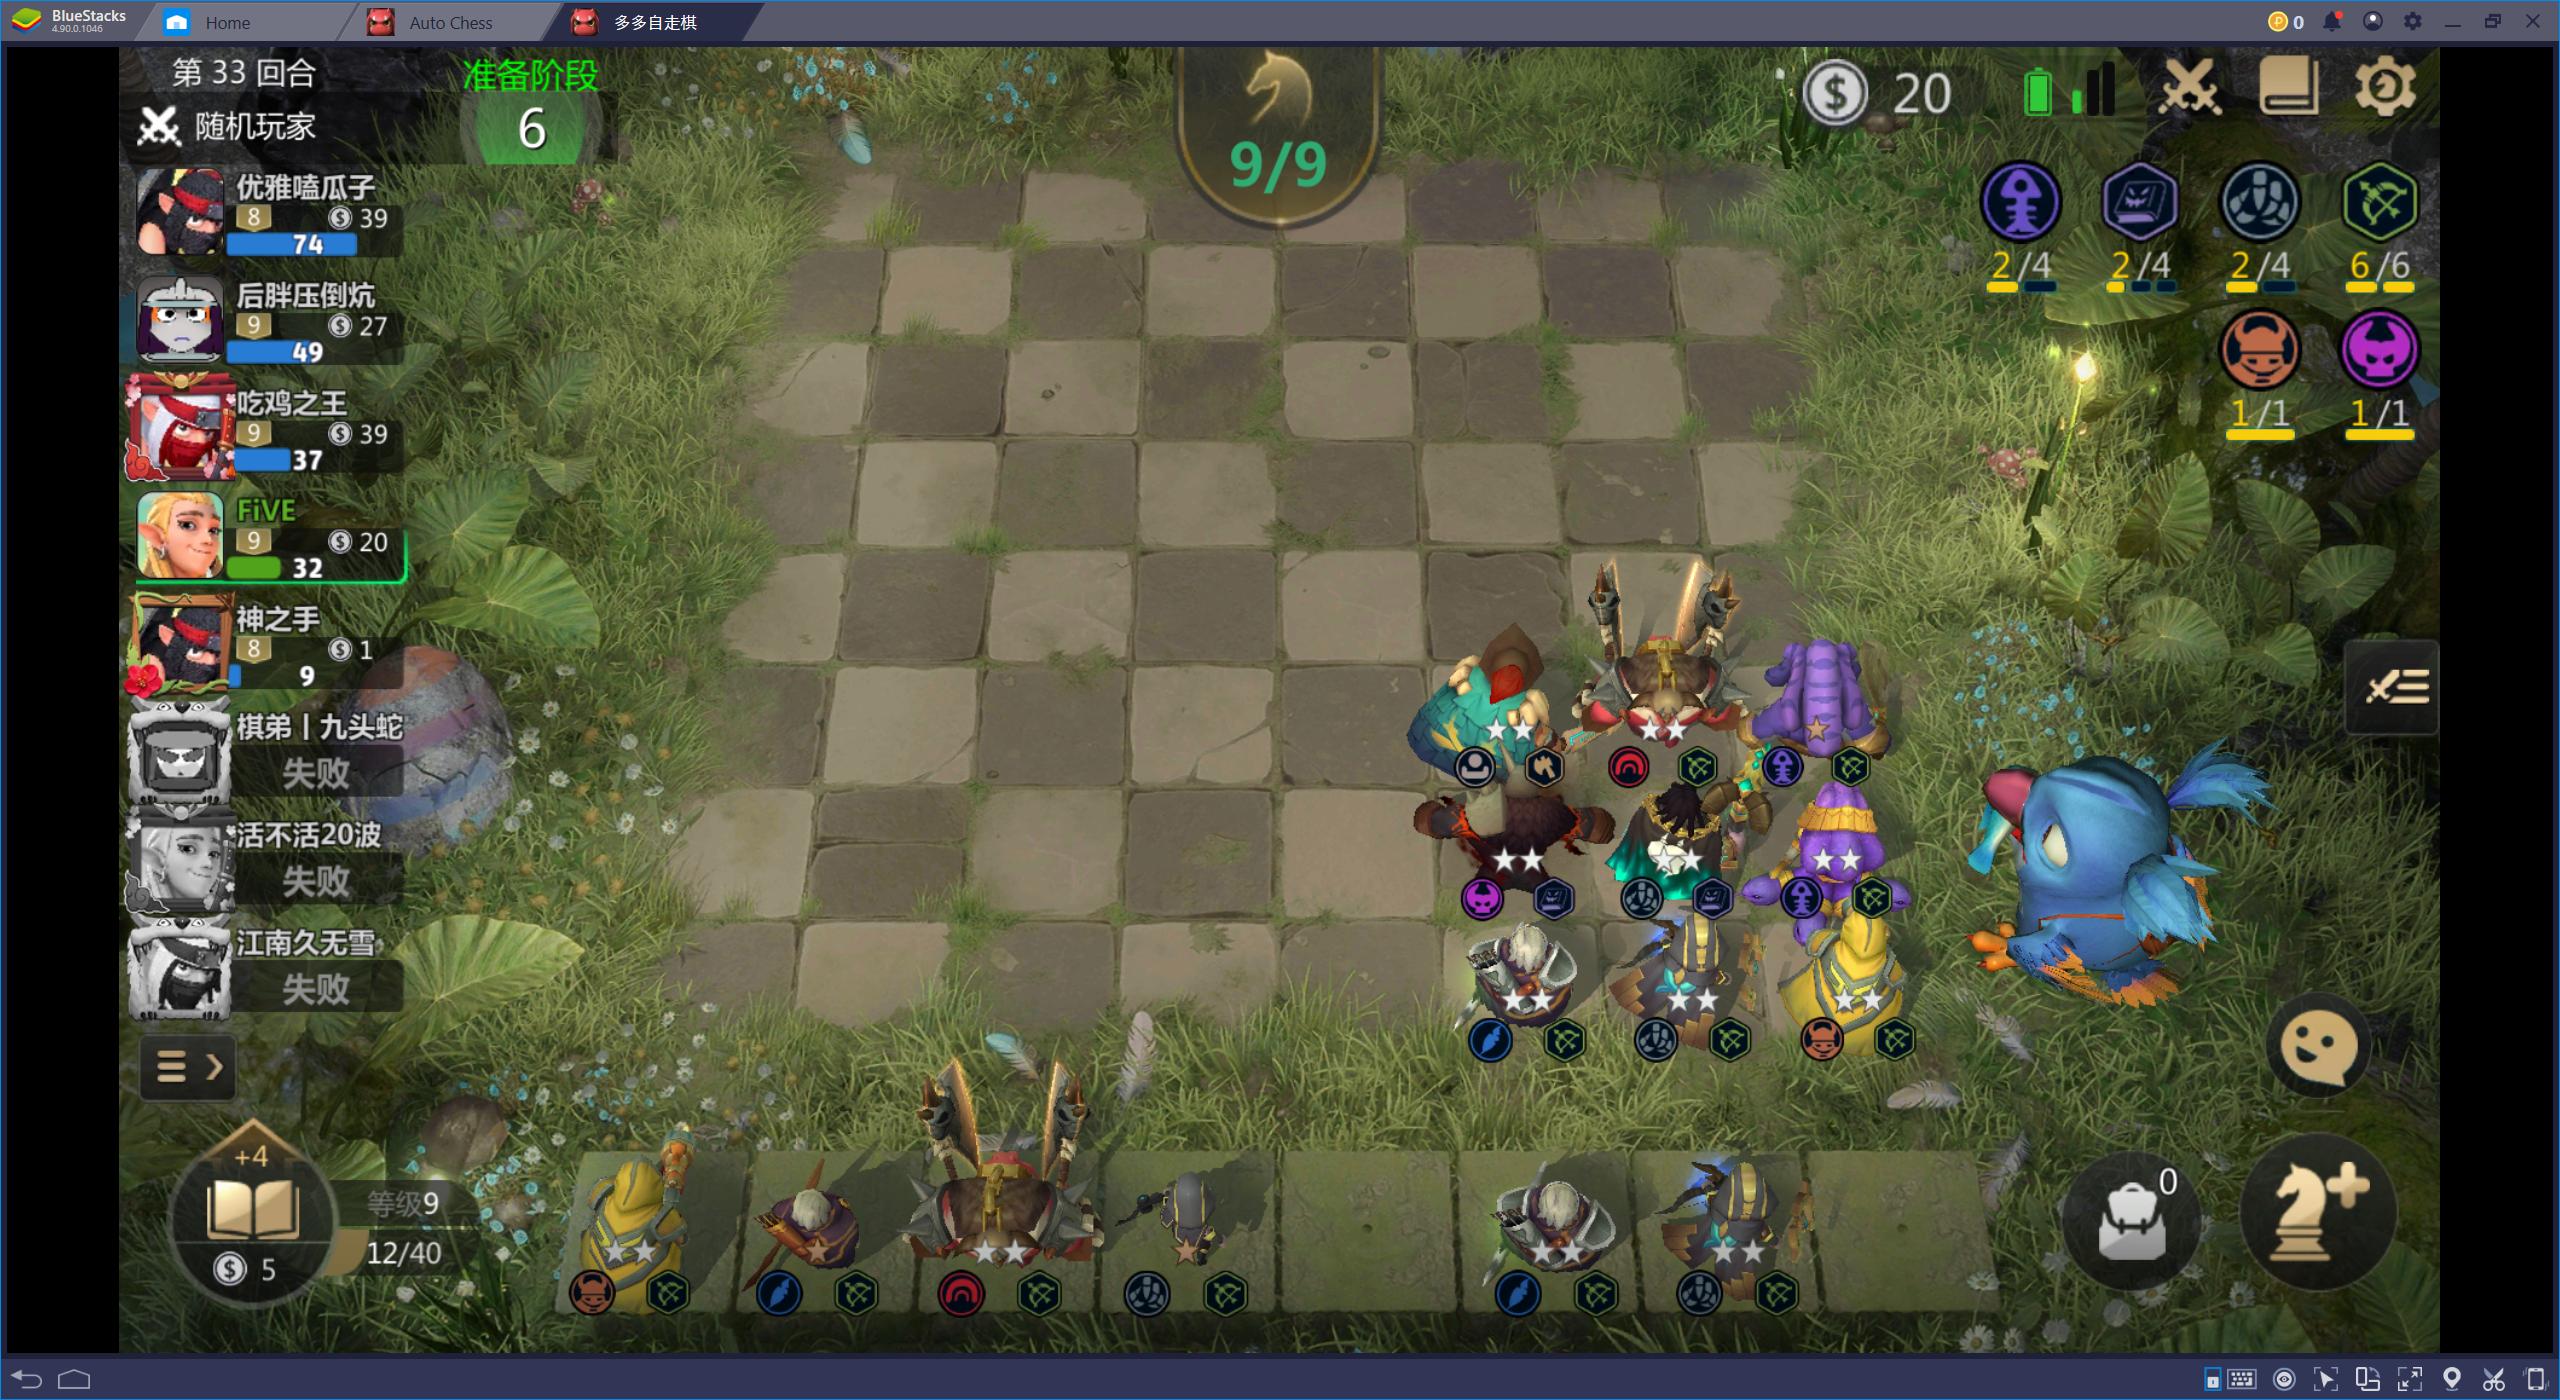 BlueStacks
4.90.0.1046
Home
Auto Chess
多多自走棋
0
第 33 回合
随机玩家
准备阶段
6
9/9
20
2/4
2/4
2/4
6/6
1/1
1/1
优雅嗑瓜子
8
39
74
后胖压倒炕
9
27
49
吃鸡之王
9
39
37
FiVE
9
20
32
神之手
8
1
9
棋弟丨九头蛇
失败
活不活20波
失败
江南久无雪
失败
+4
5
等级9
12/40
0